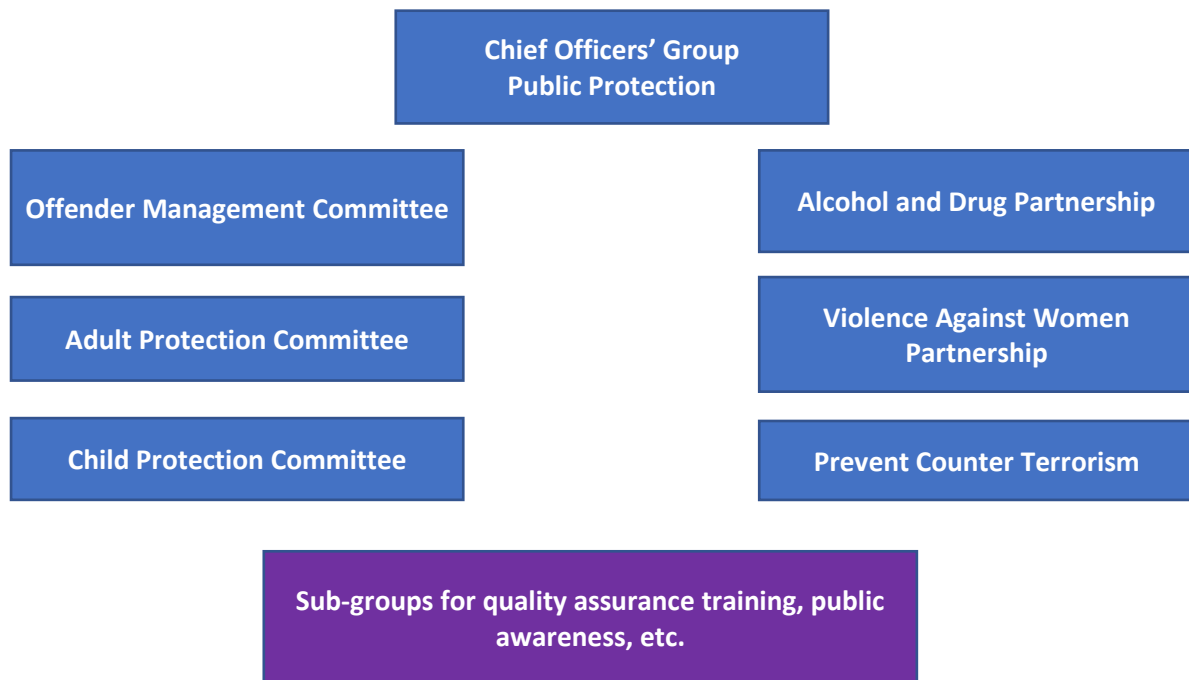 Chief Officers’ Group
Public Protection
Offender Management Committee
Alcohol and Drug Partnership
Adult Protection Committee
Violence Against Women
Partnership
Child Protection Committee
Prevent Counter Terrorism
Sub-groups for quality assurance training, public
awareness, etc.